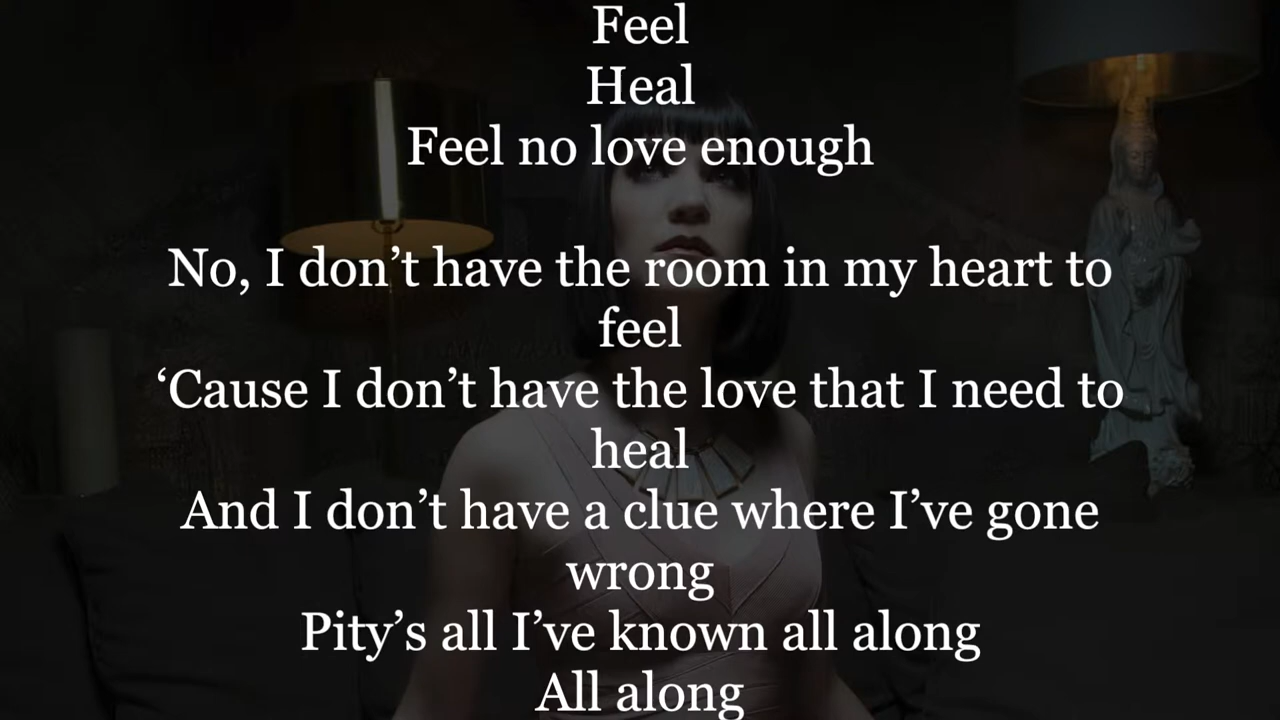 Feel
Heal
Feel no love enough
No, I don’t have the room in my heart to
feel
‘Cause I don’t have the love that I need to
heal
And I don’t have a clue where I’ve gone
wrong
Pity’s all I’ve known all along
All along